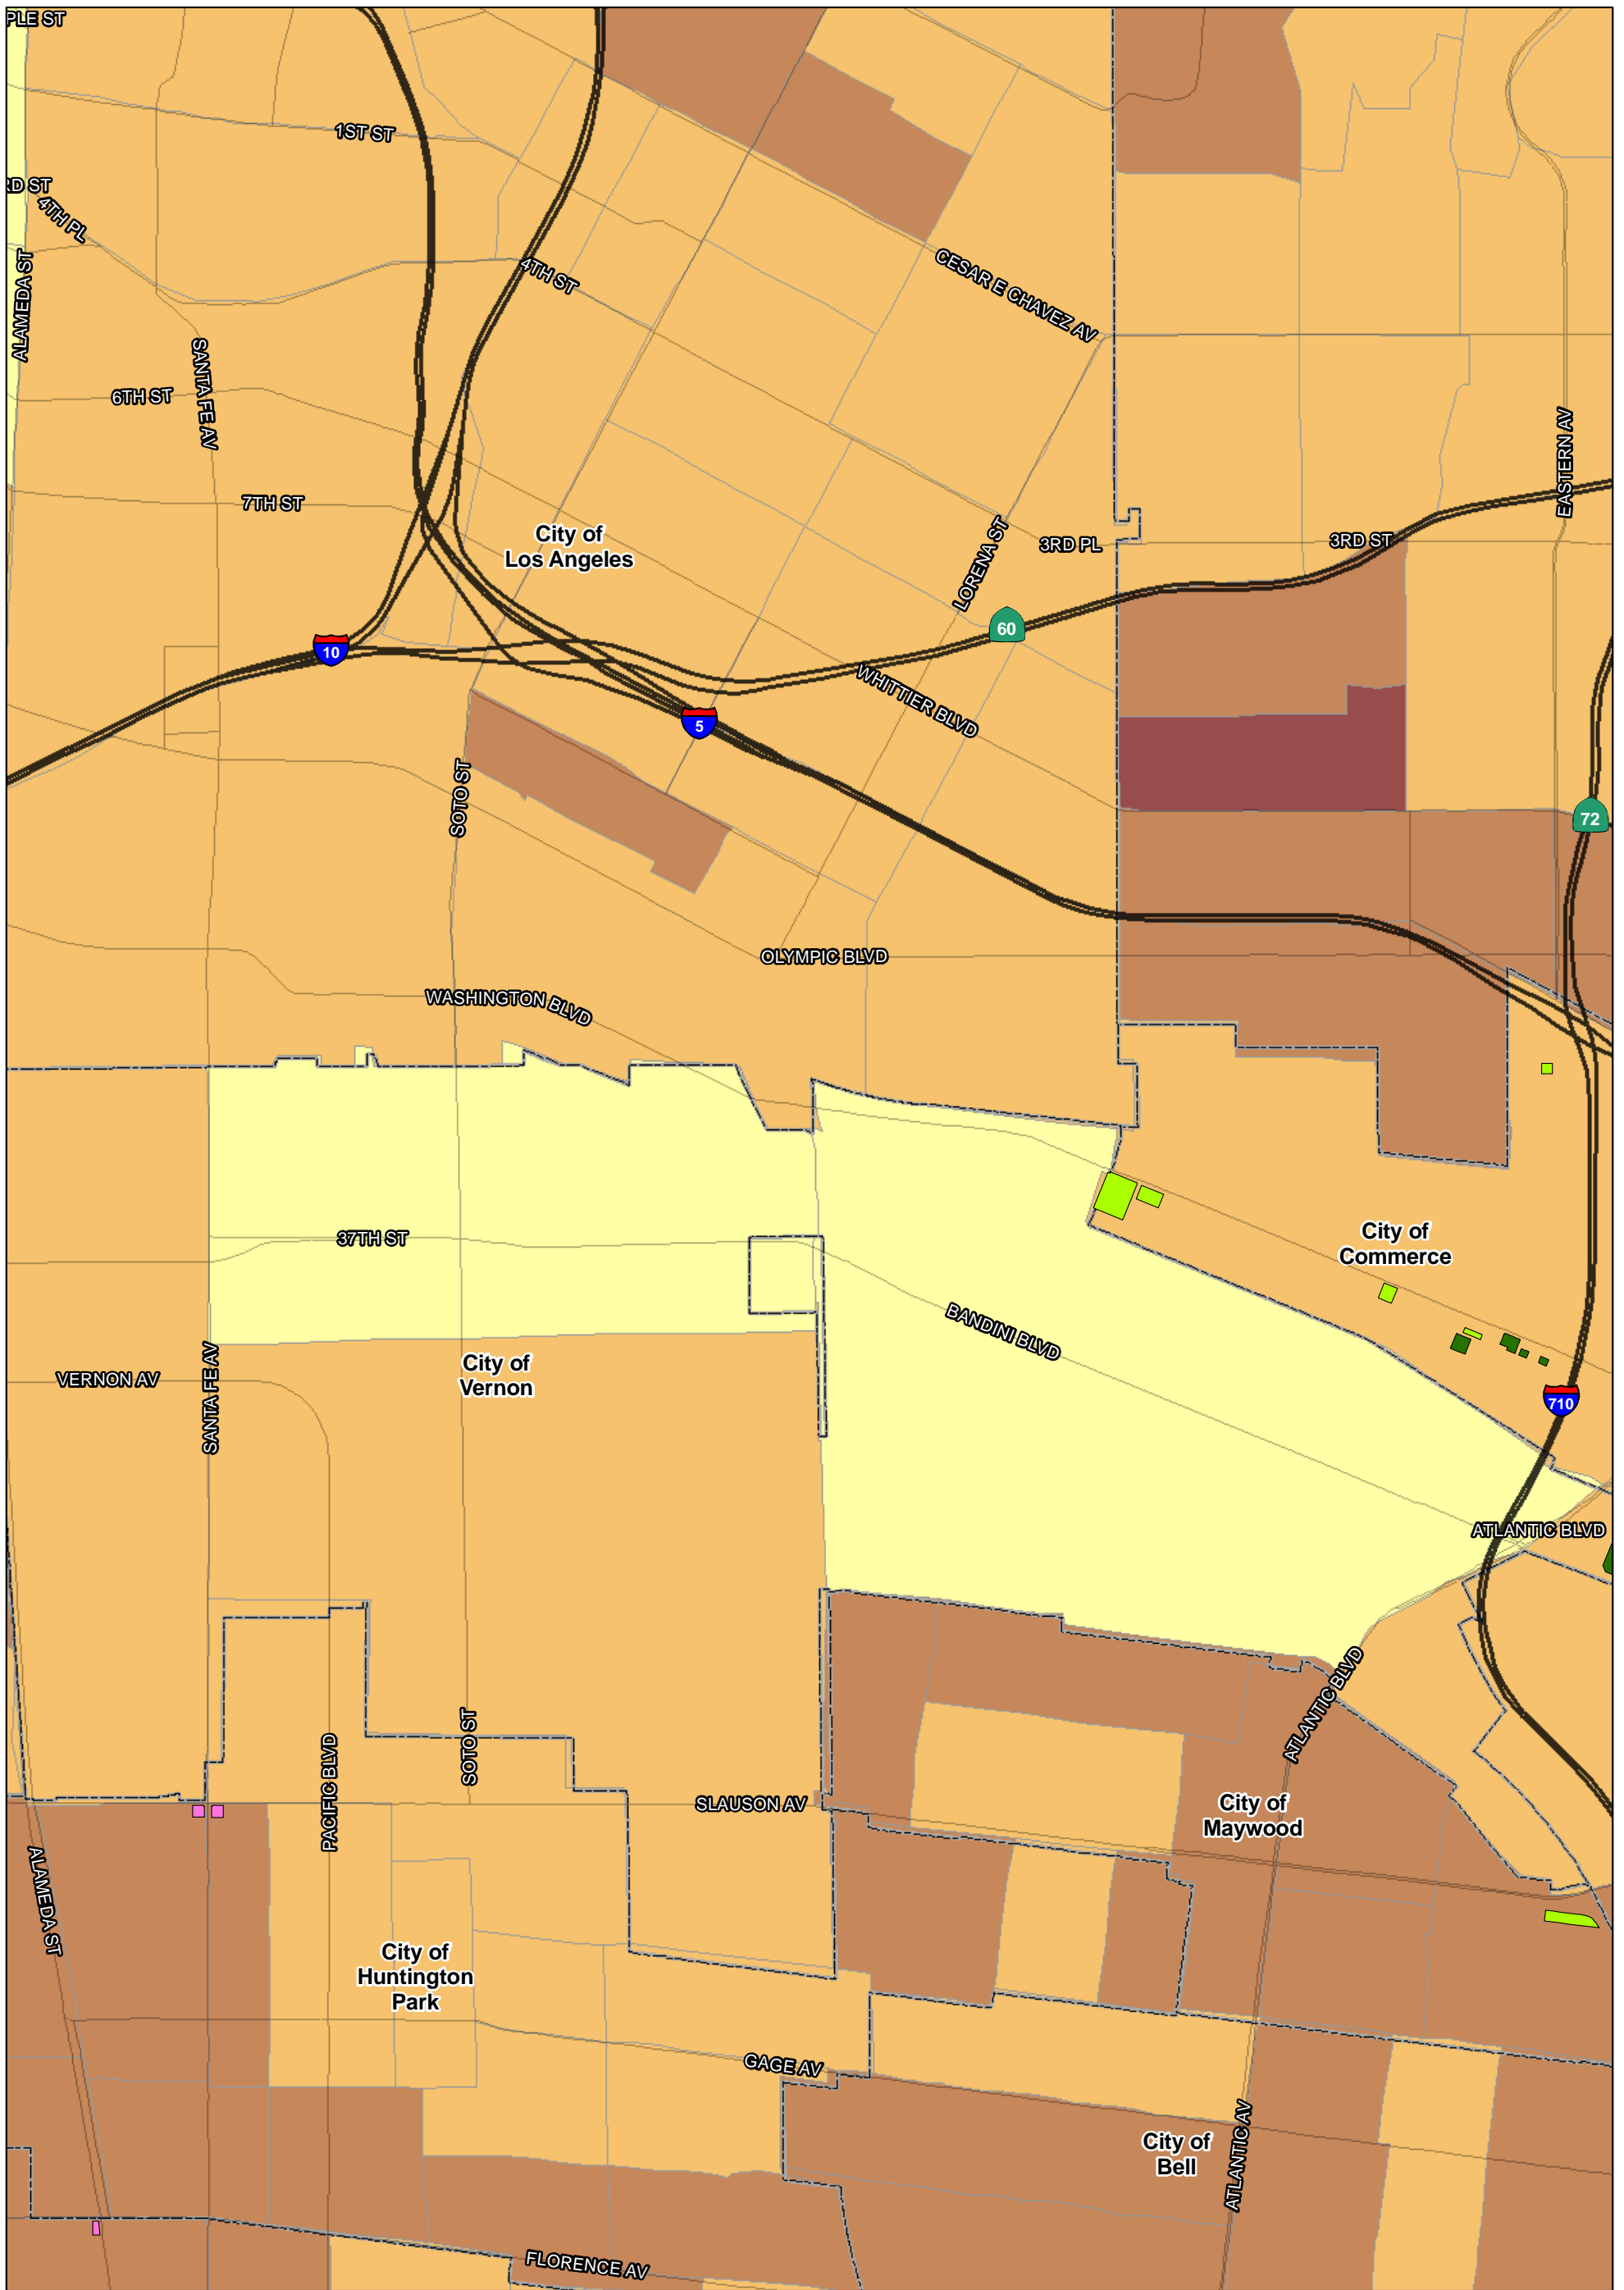 PLE ST
1ST ST
RD ST
4TH PL
ALAMEDA ST
4TH ST
CESAR E CHAVEZ AV
SANTA FE AV
6TH ST
EASTERN AV
7TH ST
City of
Los Angeles
LORENA ST
3RD PL
3RD ST
60
10
WHITTIER BLVD
5
SOTO ST
72
OLYMPIC BLVD
WASHINGTON BLVD
37TH ST
City of
Commerce
BANDINI BLVD
City of
Vernon
VERNON AV
SANTA FE AV
710
ATLANTIC BLVD
ATLANTIC BLVD
SOTO ST
PACIFIC BLVD
SLAUSON AV
City of
Maywood
ALAMEDA ST
City of
Huntington
Park
GAGE AV
City of
Bell
ATLANTIC AV
FLORENCE AV